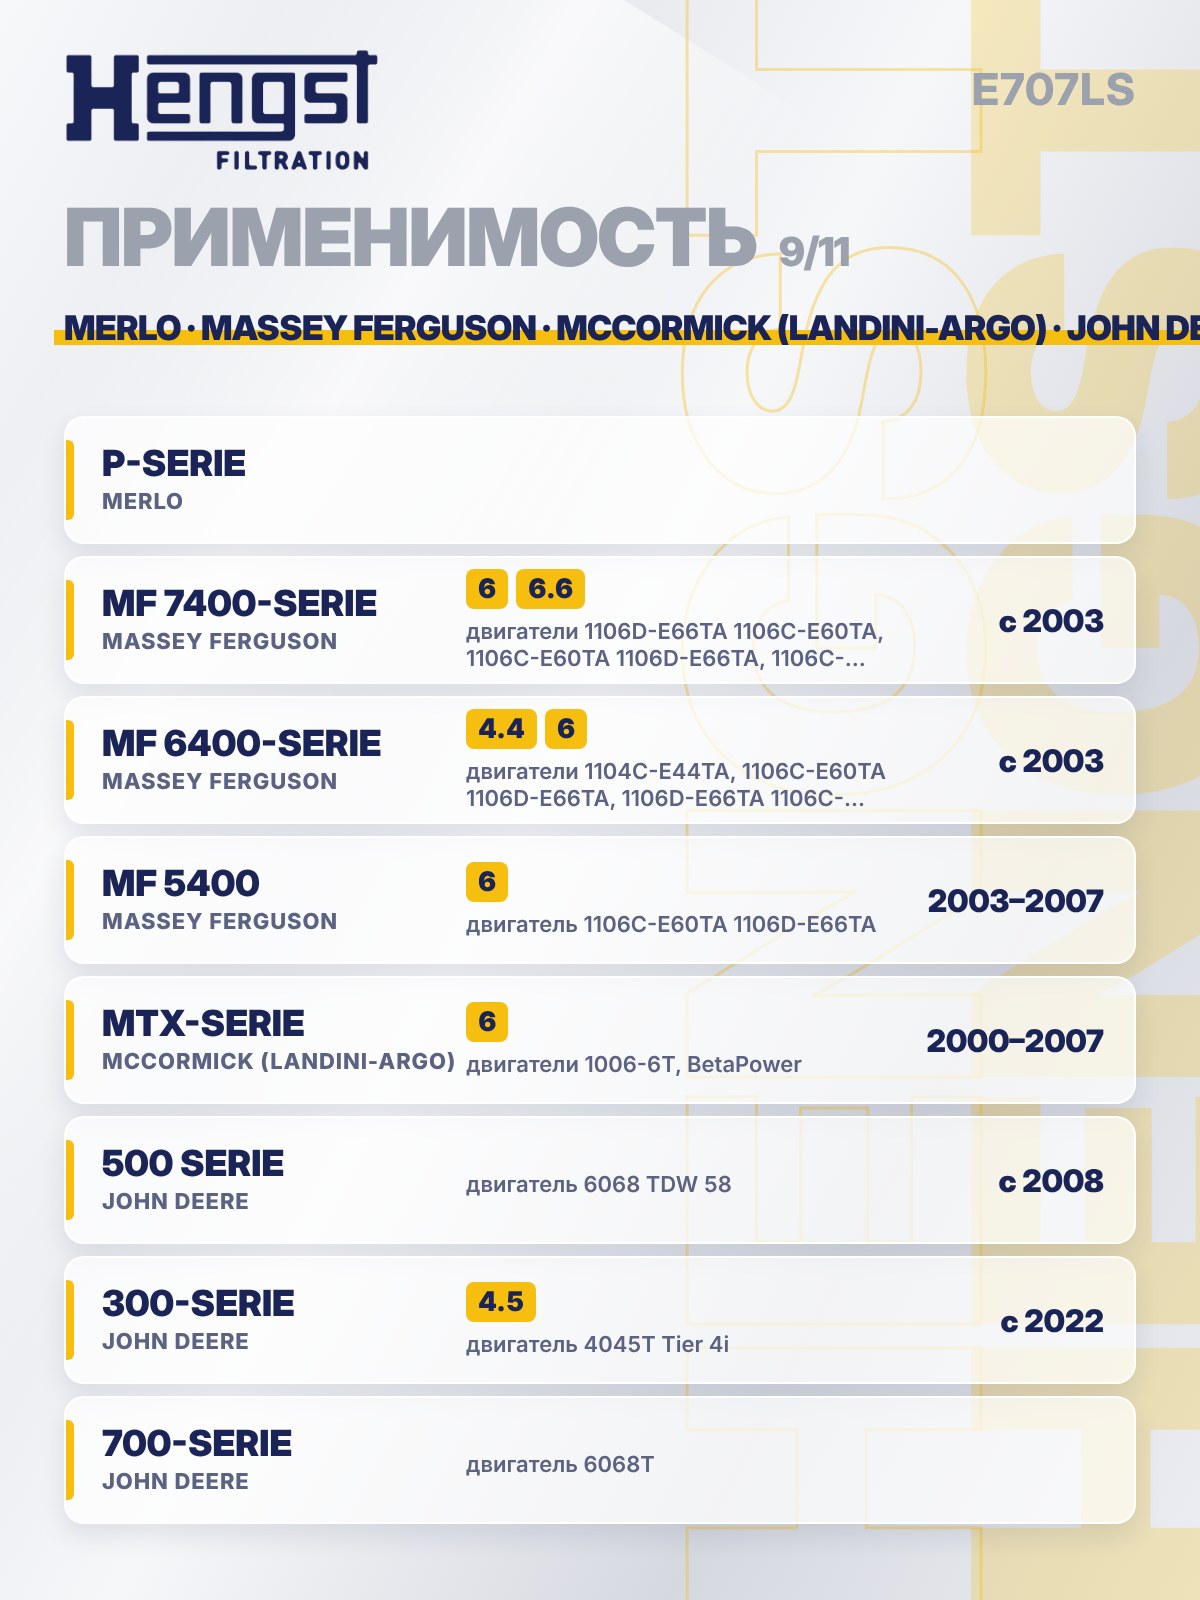 Hengst
FILTRATION
E707LS
ПРИМЕНИМОСТЬ 9/11
MERLO · MASSEY FERGUSON · MCCORMICK (LANDINI-ARGO) · JOHN DE
P-SERIE
MERLO
MF 7400-SERIE
MASSEY FERGUSON
6 6.6
двигатели 1106D-E66TA 1106C-E60TA,
1106C-E60TA 1106D-E66TA, 1106C-...
с 2003
MF 6400-SERIE
MASSEY FERGUSON
4.4 6
двигатели 1104C-E44TA, 1106C-E60TA
1106D-E66TA, 1106D-E66TA 1106C-...
с 2003
MF 5400
MASSEY FERGUSON
6
двигатель 1106C-E60TA 1106D-E66TA
2003–2007
MTX-SERIE
MCCORMICK (LANDINI-ARGO)
6
двигатели 1006-6T, BetaPower
2000–2007
500 SERIE
JOHN DEERE
двигатель 6068 TDW 58
с 2008
300-SERIE
JOHN DEERE
4.5
двигатель 4045T Tier 4i
с 2022
700-SERIE
JOHN DEERE
двигатель 6068T
HENGST